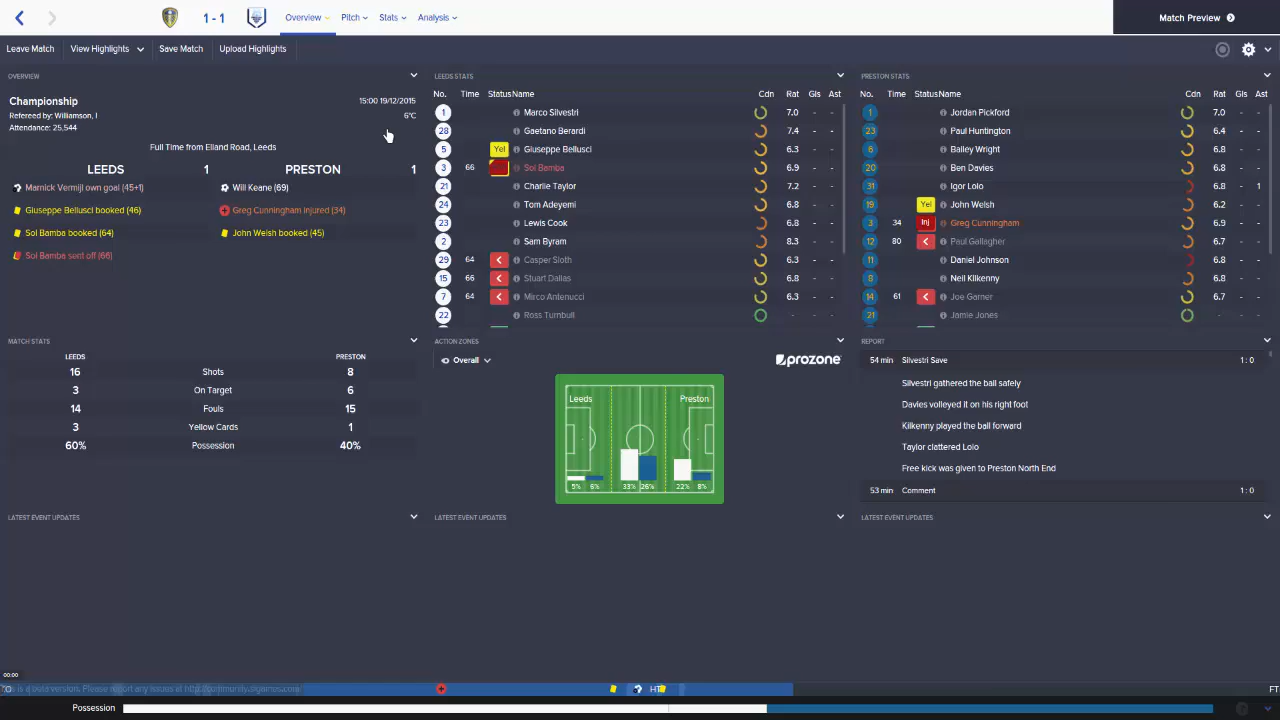 1 - 1
Overview
Pitch
Stats
Analysis
Match Preview
Leave Match
View Highlights
Save Match
Upload Highlights
OVERVIEW
Championship
15:00 19/12/2015
Refereed by: Williamson, I
6°C
Attendance: 25,544
Full Time from Elland Road, Leeds
LEEDS 1 PRESTON 1
Marnick Vermijl own goal (45+1)
Will Keane (69)
Giuseppe Bellusci booked (46)
Greg Cunningham injured (34)
Sol Bamba booked (64)
John Welsh booked (45)
Sol Bamba sent off (66)
LEEDS STATS
No. Time Status Name Cdn Rat Gls Ast
1 Marco Silvestri 7.0 - -
28 Gaetano Berardi 7.4 - -
5 Yel Giuseppe Bellusci 6.3 - -
3 66 Sol Bamba 6.9 - -
21 Charlie Taylor 7.2 - -
24 Tom Adeyemi 6.8 - -
23 Lewis Cook 6.8 - -
2 Sam Byram 8.3 - -
29 64 Casper Sloth 6.8 - -
15 66 Stuart Dallas 6.8 - -
7 64 Mirco Antenucci 6.3 - -
22 Ross Turnbull - - -
PRESTON STATS
No. Time Status Name Cdn Rat Gls Ast
1 Jordan Pickford 7.0 - -
23 Paul Huntington 6.4 - -
6 Bailey Wright 6.8 - -
20 Ben Davies 6.8 - -
31 Igor Lolo 6.8 - 1
19 Yel John Welsh 6.2 - -
3 34 Inj Greg Cunningham 6.9 - -
12 80 Paul Gallagher 6.7 - -
11 Daniel Johnson 6.8 - -
8 Neil Kilkenny 6.8 - -
14 61 Joe Garner 6.7 - -
21 Jamie Jones - - -
MATCH STATS
LEEDS PRESTON
16 Shots 8
3 On Target 6
14 Fouls 15
3 Yellow Cards 1
60% Possession 40%
ACTION ZONES
Overall
prozone
Leeds Preston
5% 6% 33% 26% 22% 8%
REPORT
54 min Silvestri Save 1 : 0
Silvestri gathered the ball safely
Davies volleyed it on his right foot
Kilkenny played the ball forward
Taylor clattered Lolo
Free kick was given to Preston North End
53 min Comment 1 : 0
LATEST EVENT UPDATES
LATEST EVENT UPDATES
LATEST EVENT UPDATES
00:00
is a beta version. Please report any issues at http://community.sigames.com
HT
FT
Possession